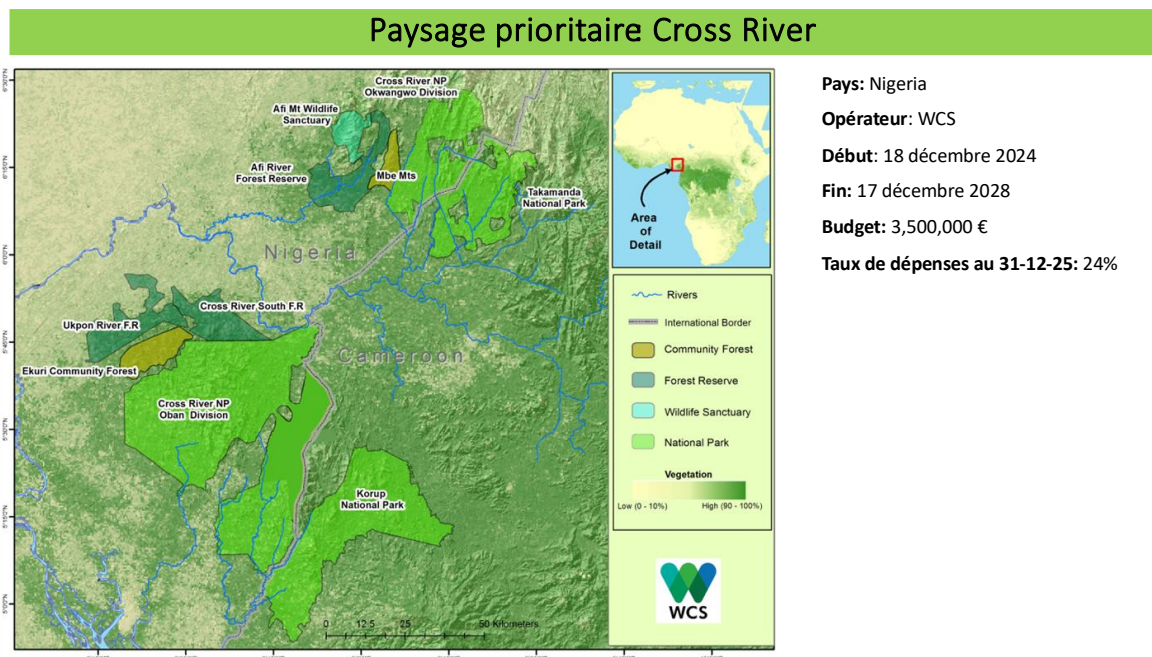 Paysage prioritaire Cross River
Cross River NP
Okwangwo Division
Afi Mt Wildlife
Sanctuary
Afi River
Forest Reserve
Mbe Mts
Takamanda
National Park
Nigeria
Cross River South F.R
Ukpon River F.R
Ekuri Community Forest
Cameroon
Cross River NP
Oban Division
Korup
National Park
0 12.5 25 50 Kilometers
Area
of
Detail
Rivers
International Border
Community Forest
Forest Reserve
Wildlife Sanctuary
National Park
Vegetation
Low (0 - 10%) High (90 - 100%)
WCS
Pays: Nigeria
Opérateur: WCS
Début: 18 décembre 2024
Fin: 17 décembre 2028
Budget: 3,500,000 €
Taux de dépenses au 31-12-25: 24%